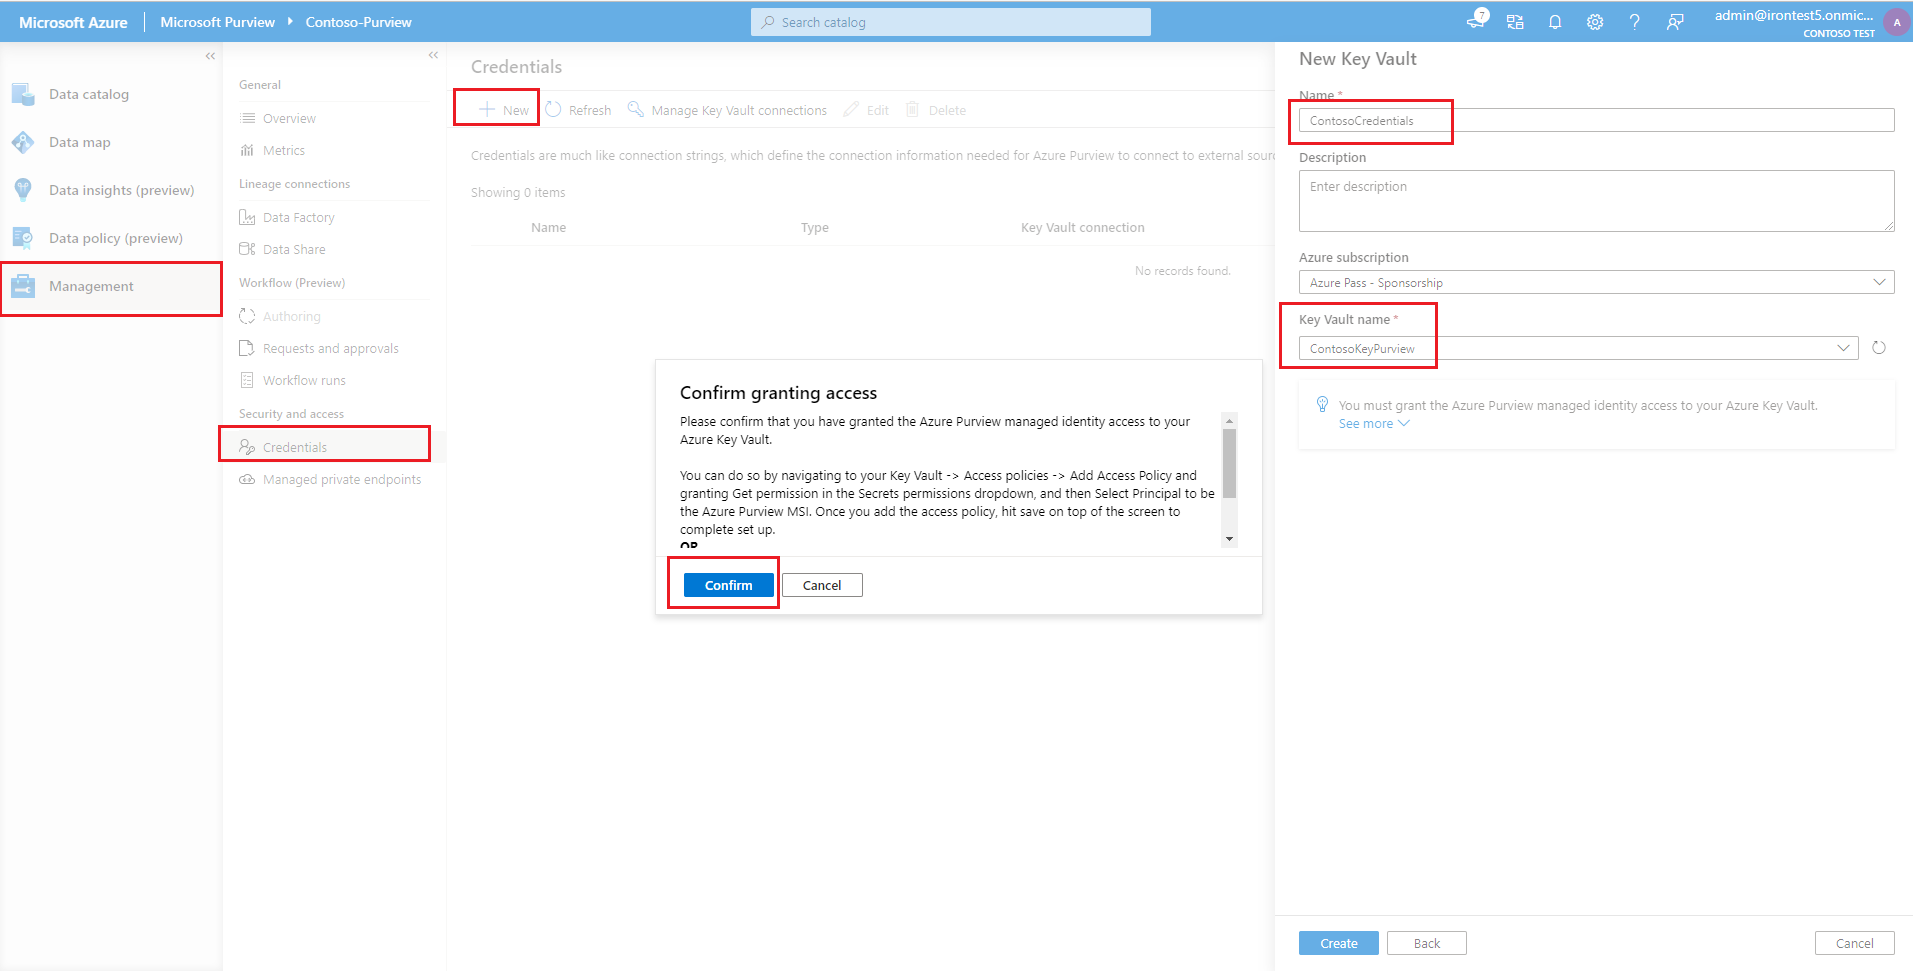 Microsoft Azure
Microsoft Purview
Contoso-Purview
Search catalog
7
admin@irontest5.onmic...
CONTOSO TEST
A
Data catalog
Data map
Data insights (preview)
Data policy (preview)
Management
General
Overview
Metrics
Lineage connections
Data Factory
Data Share
Workflow (Preview)
Authoring
Requests and approvals
Workflow runs
Security and access
Credentials
Managed private endpoints
Credentials
New
Refresh
Manage Key Vault connections
Edit
Delete
Credentials are much like connection strings, which define the connection information needed for Azure Purview to connect to external sour
Showing 0 items
Name
Type
Key Vault connection
No records found.
Confirm granting access
Please confirm that you have granted the Azure Purview managed identity access to your
Azure Key Vault.
You can do so by navigating to your Key Vault -> Access policies -> Add Access Policy and
granting Get permission in the Secrets permissions dropdown, and then Select Principal to be
the Azure Purview MSI. Once you add the access policy, hit save on top of the screen to
complete set up.
OR
Confirm
Cancel
New Key Vault
Name *
ContosoCredentials
Description
Enter description
Azure subscription
Azure Pass - Sponsorship
Key Vault name *
ContosoKeyPurview
You must grant the Azure Purview managed identity access to your Azure Key Vault.
See more
Create
Back
Cancel